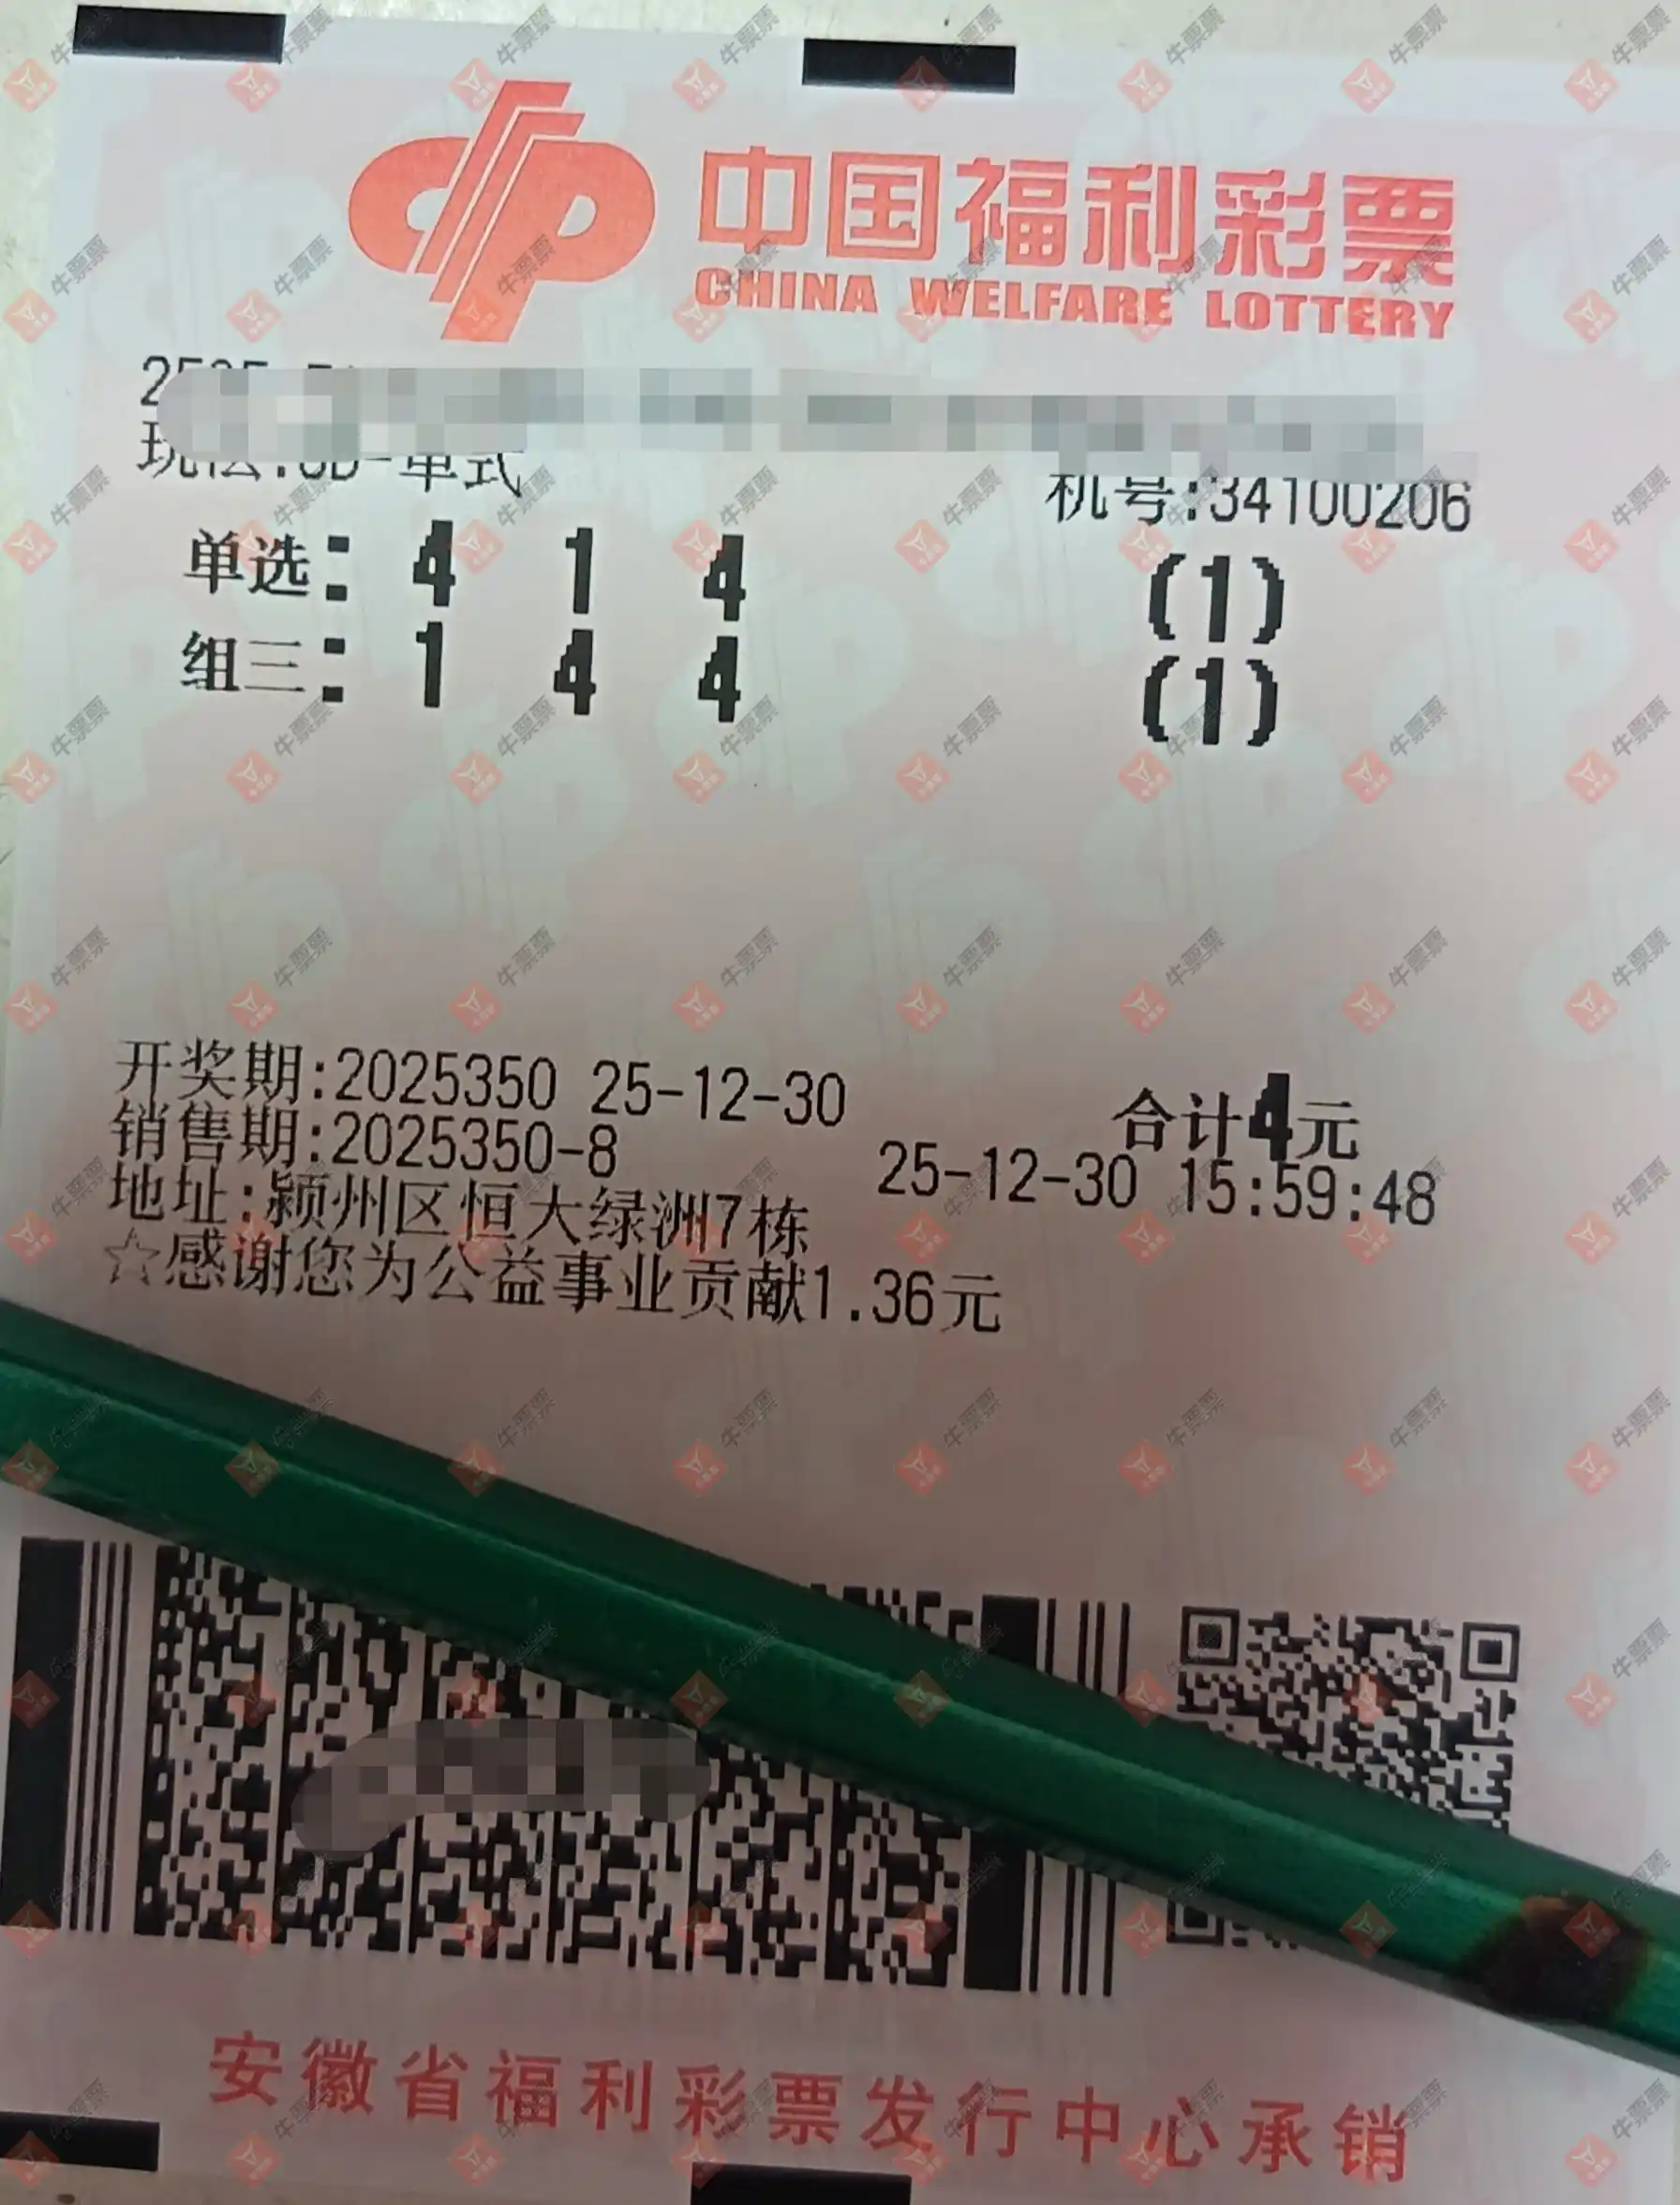 中国福利彩票
CHINA WELFARE LOTTERY
机号:34100206
单选: 4 1 4 (1)
组三: 1 4 4 (1)
开奖期:2025350 25-12-30 合计4元
销售期:2025350-8 25-12-30 15:59:48
地址:颍州区恒大绿洲7栋
☆感谢您为公益事业贡献1.36元
安徽省福利彩票发行中心承销
牛票票